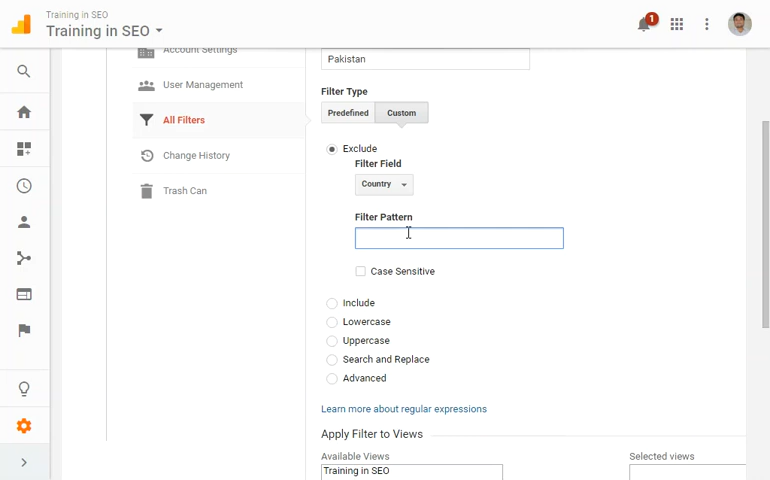 Training in SEO
Training in SEO
1
Account Settings
User Management
All Filters
Change History
Trash Can
Pakistan
Filter Type
Predefined
Custom
Exclude
Filter Field
Country
Filter Pattern
Case Sensitive
Include
Lowercase
Uppercase
Search and Replace
Advanced
Learn more about regular expressions
Apply Filter to Views
Available Views
Selected views
Training in SEO